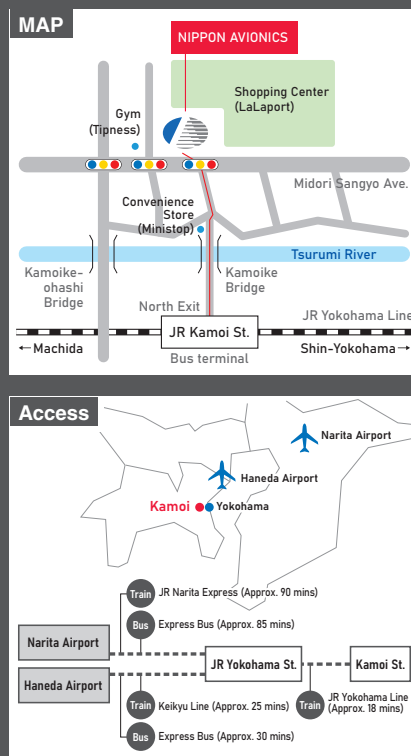 MAP
NIPPON AVIONICS
Shopping Center
(LaLaport)
Gym
(Tipness)
Midori Sangyo Ave.
Convenience
Store
(Ministop)
Tsurumi River
Kamoike-
ohashi
Bridge
Kamoike
Bridge
North Exit
JR Yokohama Line
JR Kamoi St.
←Machida
Shin-Yokohama→
Bus terminal
Access
Narita Airport
Haneda Airport
Kamoi
Yokohama
Train
JR Narita Express (Approx. 90 mins)
Bus
Express Bus (Approx. 85 mins)
Narita Airport
JR Yokohama St.
Kamoi St.
Haneda Airport
Train
Keikyu Line (Approx. 25 mins)
Train
JR Yokohama Line
(Approx. 18 mins)
Bus
Express Bus (Approx. 30 mins)